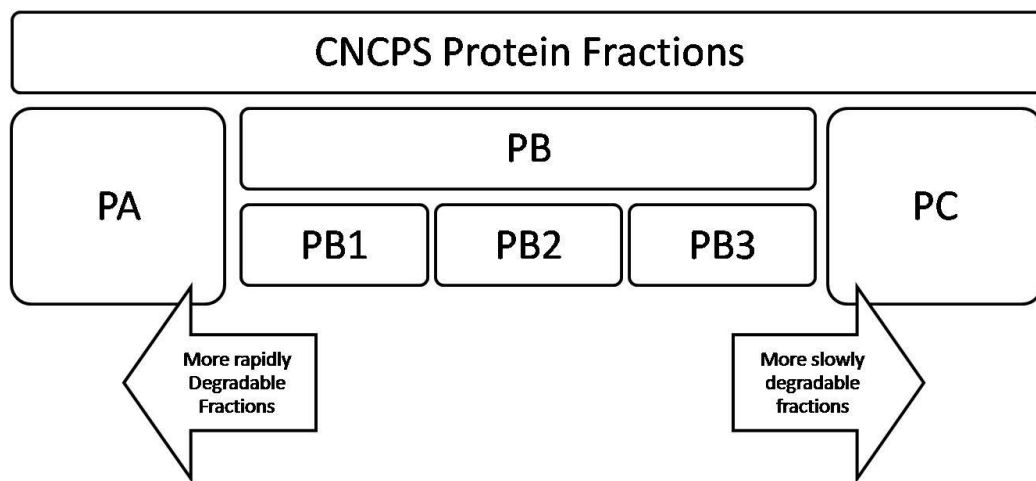 CNCPS Protein Fractions
PA
PB
PC
PB1
PB2
PB3
More rapidly
Degradable
Fractions
More slowly
degradable
fractions